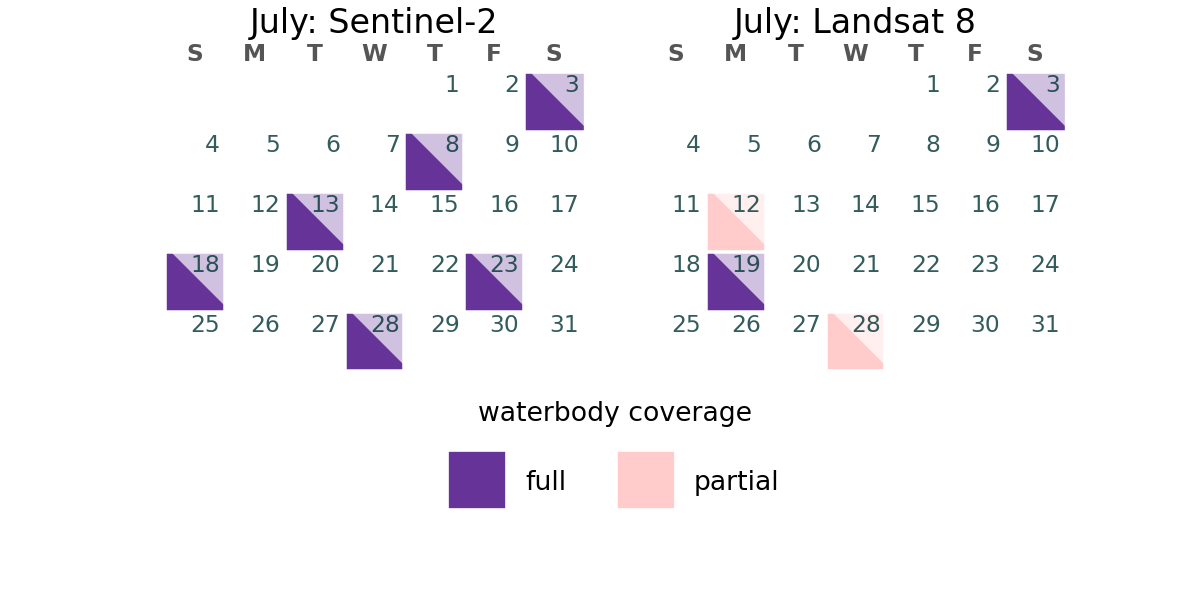 July: Sentinel-2
S M T W T F S
1 2 3
4 5 6 7 8 9 10
11 12 13 14 15 16 17
18 19 20 21 22 23 24
25 26 27 28 29 30 31
July: Landsat 8
S M T W T F S
1 2 3
4 5 6 7 8 9 10
11 12 13 14 15 16 17
18 19 20 21 22 23 24
25 26 27 28 29 30 31
waterbody coverage
full
partial